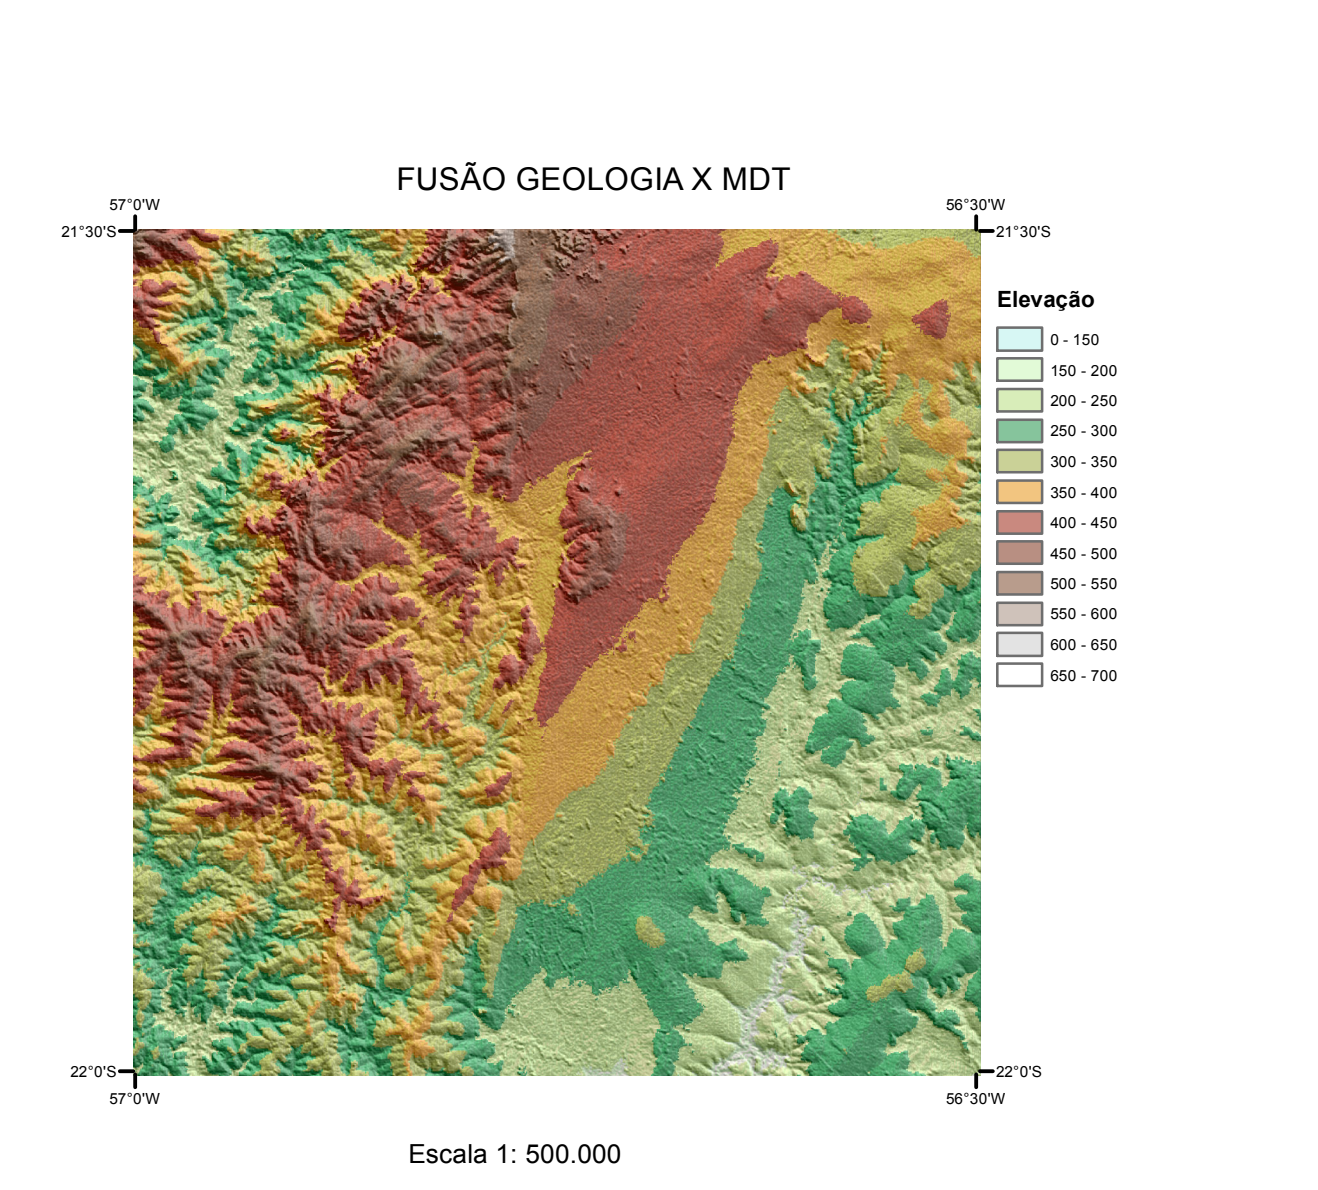 FUSÃO GEOLOGIA X MDT
57°0'W
56°30'W
21°30'S
21°30'S
Elevação
0 - 150
150 - 200
200 - 250
250 - 300
300 - 350
350 - 400
400 - 450
450 - 500
500 - 550
550 - 600
600 - 650
650 - 700
22°0'S
22°0'S
57°0'W
56°30'W
Escala 1: 500.000